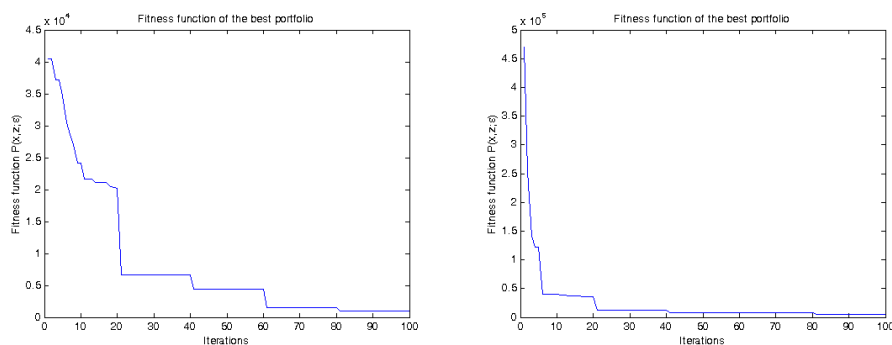 Fitness function of the best portfolio
x 10^4
4.5
4
3.5
3
2.5
2
1.5
1
0.5
0
Fitness function P(x,z;ε)
0 10 20 30 40 50 60 70 80 90 100
Iterations
Fitness function of the best portfolio
x 10^5
5
4.5
4
3.5
3
2.5
2
1.5
1
0.5
0
Fitness function P(x,z;ε)
0 10 20 30 40 50 60 70 80 90 100
Iterations